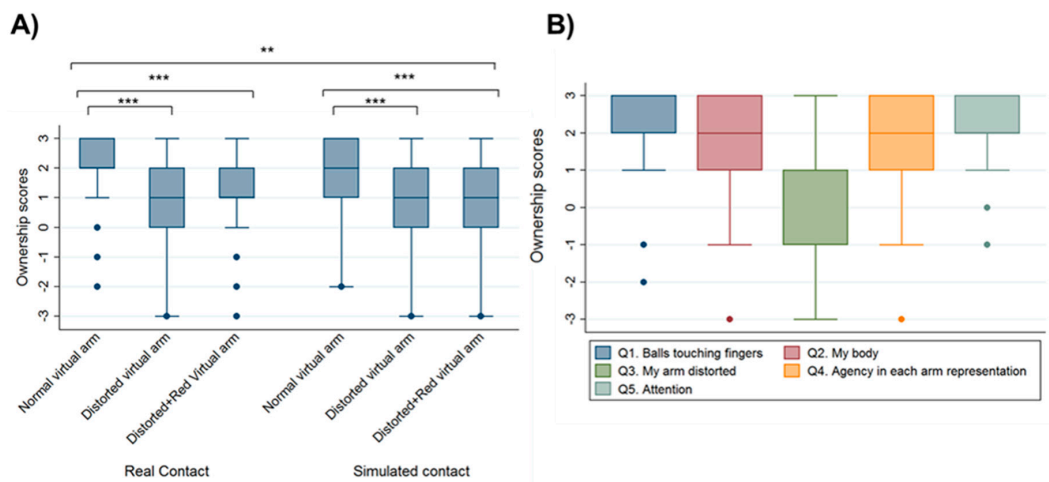 A)
**
***
***
***
***
Ownership scores
3
2
1
0
-1
-2
-3
Normal virtual arm
Distorted virtual arm
Distorted+Red Virtual arm
Normal virtual arm
Distorted virtual arm
Distorted+Red virtual arm
Real Contact
Simulated contact
B)
Ownership scores
3
2
1
0
-1
-2
-3
Q1. Balls touching fingers
Q2. My body
Q3. My arm distorted
Q4. Agency in each arm representation
Q5. Attention